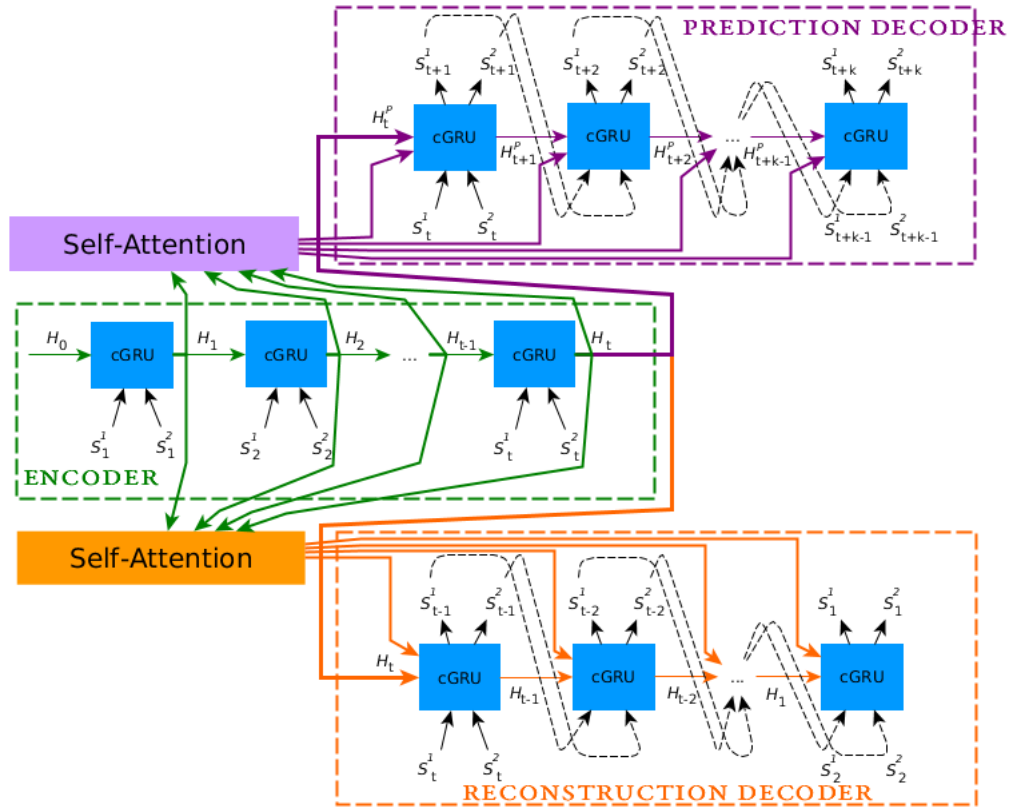 PREDICTION DECODER
S¹t+1 S²t+1 S¹t+2 S²t+2 S¹t+k S²t+k
Hᴾt cGRU Hᴾt+1 cGRU Hᴾt+2 ... Hᴾt+k-1 cGRU
S¹t S²t S¹t+k-1 S²t+k-1
Self-Attention
H0 cGRU H1 cGRU H2 ... Ht-1 cGRU Ht
S¹1 S²1 S¹2 S²2 S¹t S²t
ENCODER
Self-Attention
S¹t-1 S²t-1 S¹t-2 S²t-2 S¹1 S²1
Ht cGRU Ht-1 cGRU Ht-2 ... H1 cGRU
S¹t S²t S¹2 S²2
RECONSTRUCTION DECODER